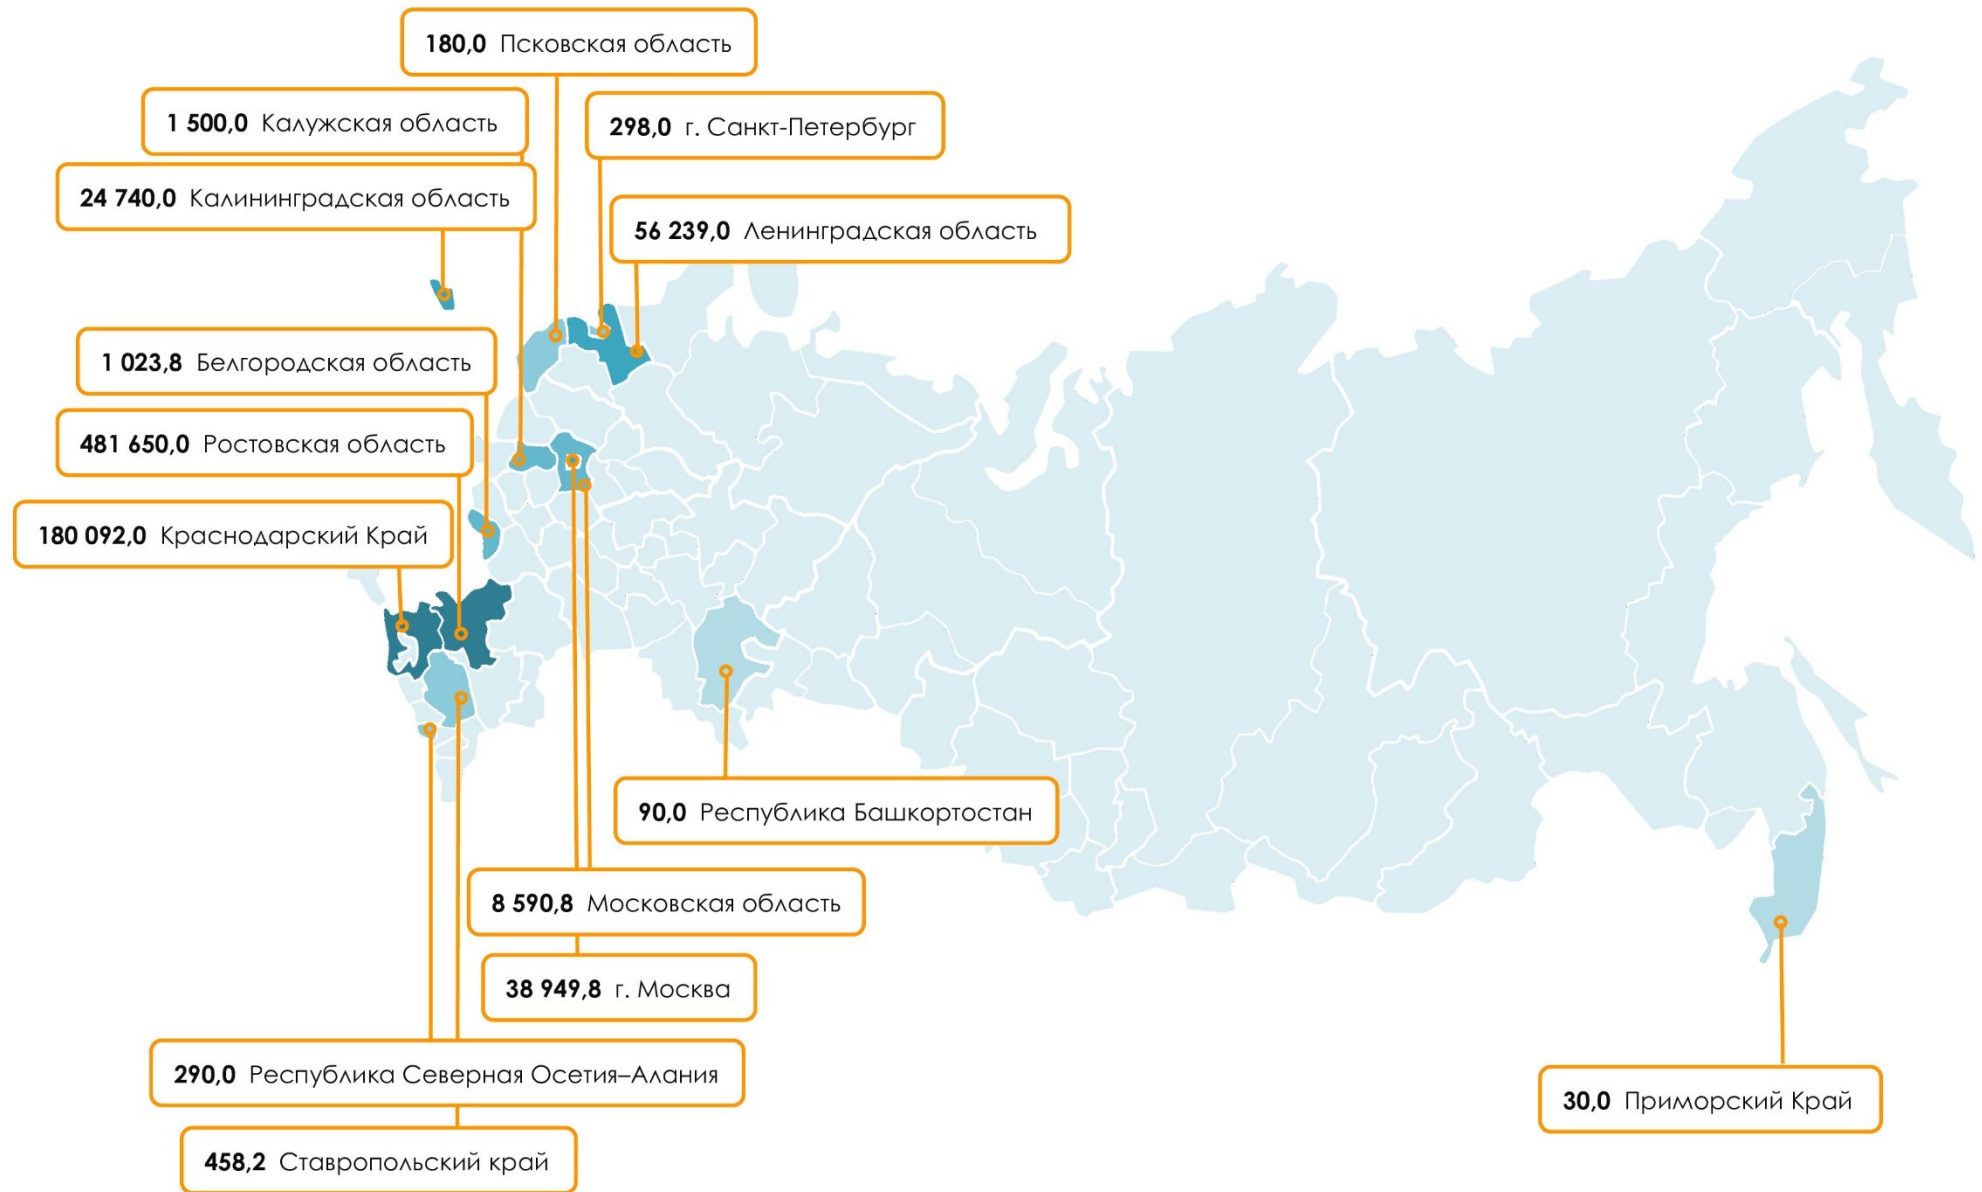 180,0 Псковская область
1 500,0 Калужская область
298,0 г. Санкт-Петербург
24 740,0 Калининградская область
56 239,0 Ленинградская область
1 023,8 Белгородская область
481 650,0 Ростовская область
180 092,0 Краснодарский Край
90,0 Республика Башкортостан
8 590,8 Московская область
38 949,8 г. Москва
290,0 Республика Северная Осетия–Алания
30,0 Приморский Край
458,2 Ставропольский край